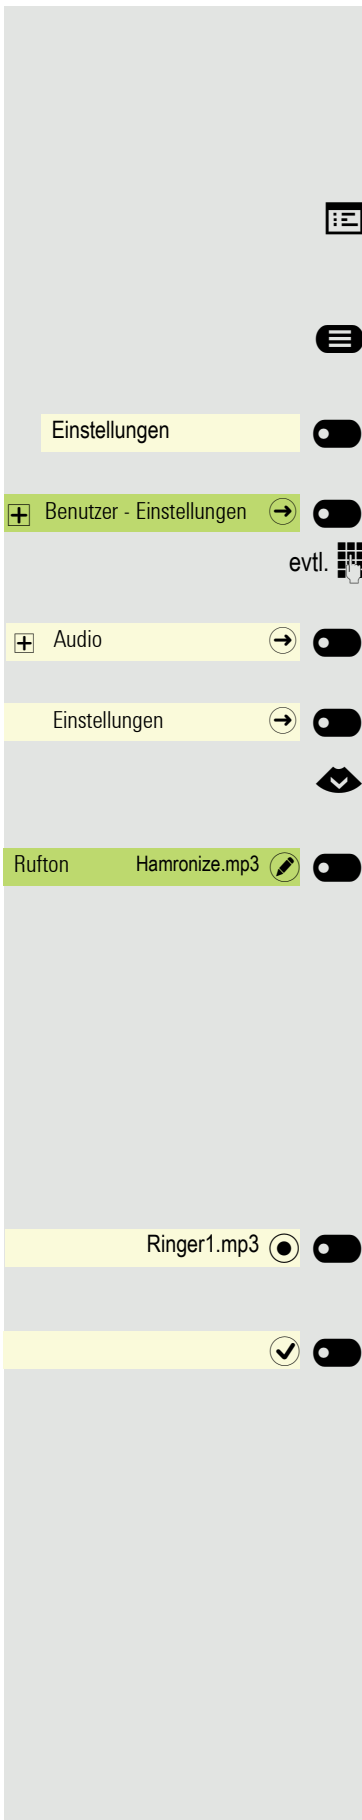 Einstellungen
Benutzer - Einstellungen
evtl.
Audio
Einstellungen
Rufton Hamronize.mp3
Ringer1.mp3